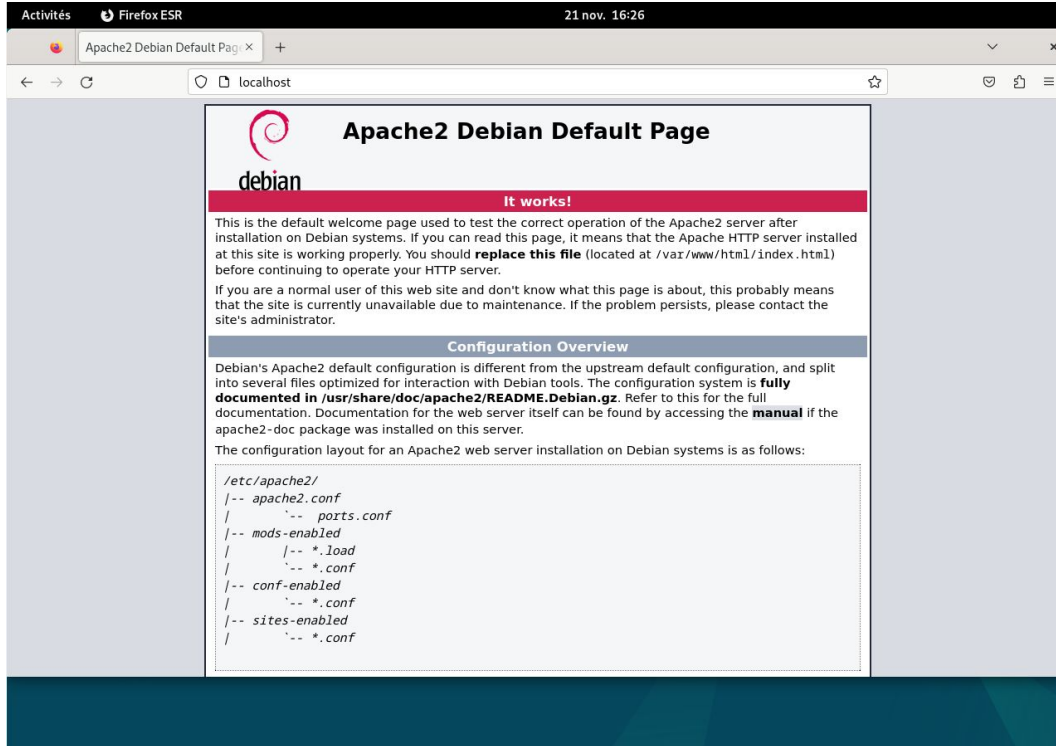 Activités Firefox ESR 21 nov. 16:26
Apache2 Debian Default Pag
localhost
debian
Apache2 Debian Default Page
It works!
This is the default welcome page used to test the correct operation of the Apache2 server after
installation on Debian systems. If you can read this page, it means that the Apache HTTP server installed
at this site is working properly. You should replace this file (located at /var/www/html/index.html)
before continuing to operate your HTTP server.
If you are a normal user of this web site and don't know what this page is about, this probably means
that the site is currently unavailable due to maintenance. If the problem persists, please contact the
site's administrator.
Configuration Overview
Debian's Apache2 default configuration is different from the upstream default configuration, and split
into several files optimized for interaction with Debian tools. The configuration system is fully
documented in /usr/share/doc/apache2/README.Debian.gz. Refer to this for the full
documentation. Documentation for the web server itself can be found by accessing the manual if the
apache2-doc package was installed on this server.
The configuration layout for an Apache2 web server installation on Debian systems is as follows:
/etc/apache2/
|-- apache2.conf
|       `--  ports.conf
|-- mods-enabled
|       |-- *.load
|       `-- *.conf
|-- conf-enabled
|       `-- *.conf
|-- sites-enabled
|       `-- *.conf